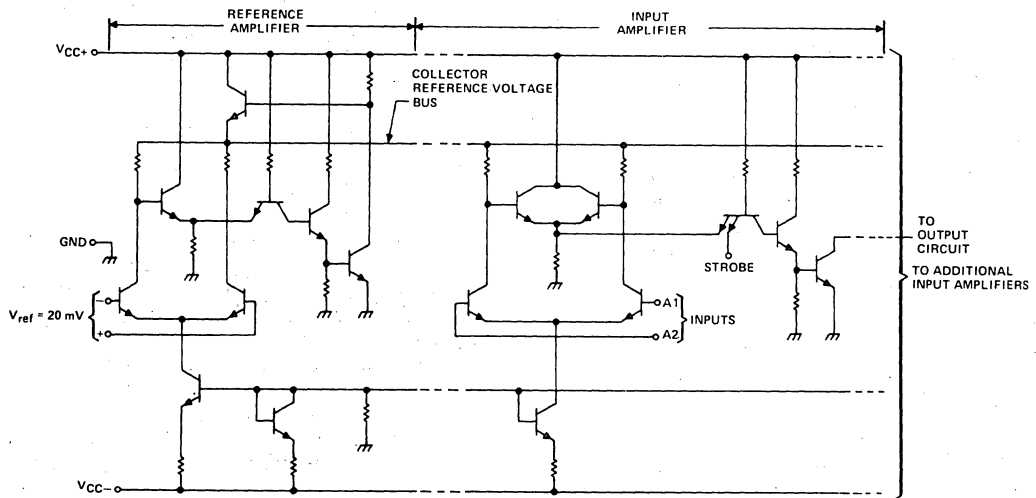 REFERENCE
AMPLIFIER
INPUT
AMPLIFIER
VCC+
COLLECTOR
REFERENCE VOLTAGE
BUS
GND
TO
OUTPUT
CIRCUIT
STROBE
TO ADDITIONAL
INPUT AMPLIFIERS
Vref = 20 mV
−
+
A1
INPUTS
A2
VCC−